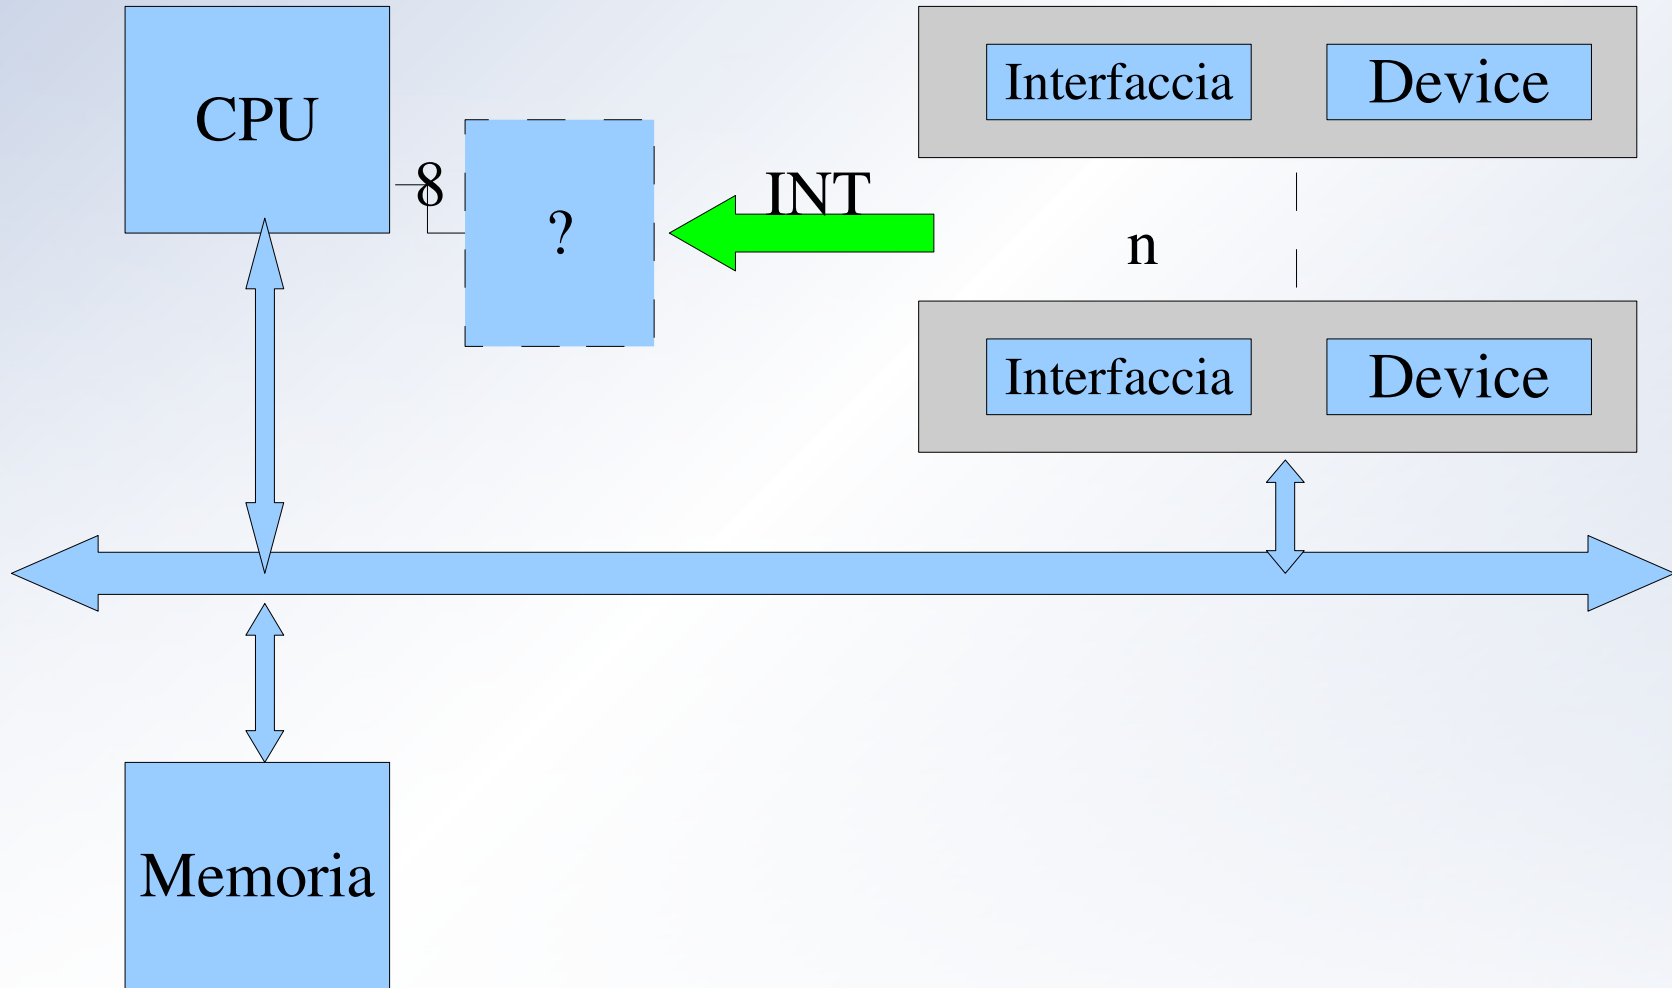 CPU
8
?
INT
Interfaccia
Device
n
Interfaccia
Device
Memoria